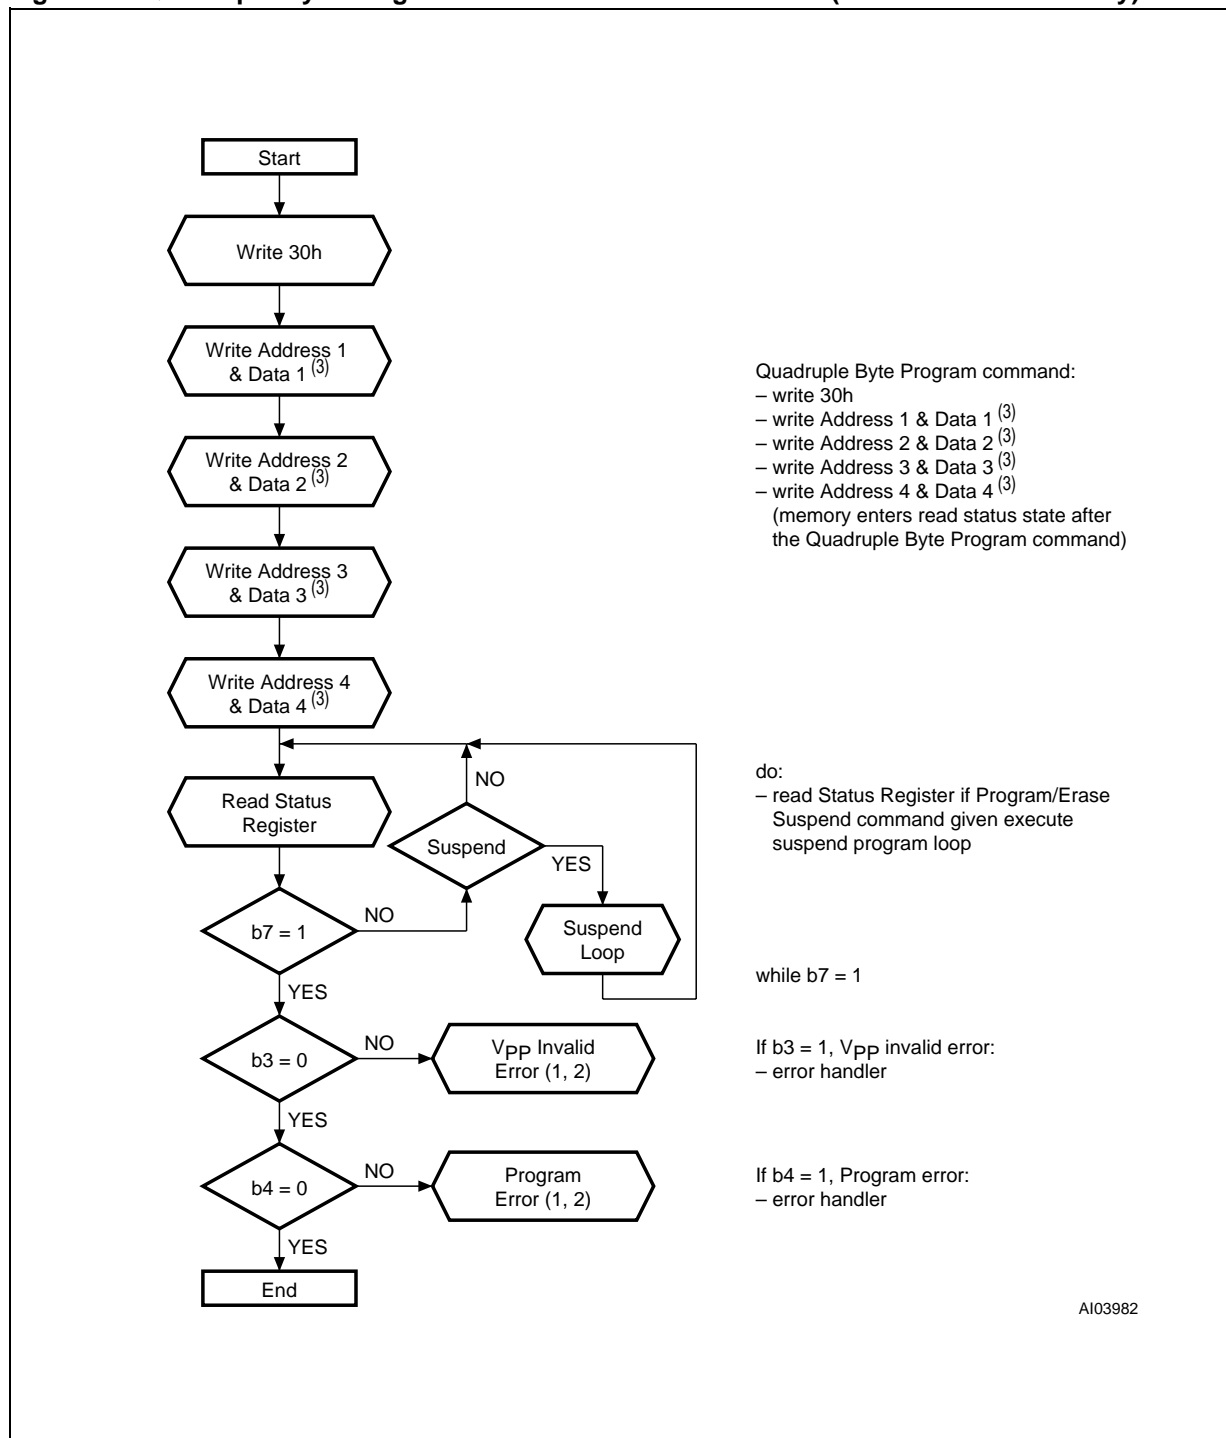 Start
Write 30h
Write Address 1
& Data 1 (3)
Write Address 2
& Data 2 (3)
Write Address 3
& Data 3 (3)
Write Address 4
& Data 4 (3)
Read Status
Register
NO
Suspend
YES
Suspend
Loop
b7 = 1
NO
YES
b3 = 0
NO
VPP Invalid
Error (1, 2)
YES
b4 = 0
NO
Program
Error (1, 2)
YES
End
Quadruple Byte Program command:
– write 30h
– write Address 1 & Data 1 (3)
– write Address 2 & Data 2 (3)
– write Address 3 & Data 3 (3)
– write Address 4 & Data 4 (3)
(memory enters read status state after
the Quadruple Byte Program command)
do:
– read Status Register if Program/Erase
Suspend command given execute
suspend program loop
while b7 = 1
If b3 = 1, VPP invalid error:
– error handler
If b4 = 1, Program error:
– error handler
AI03982